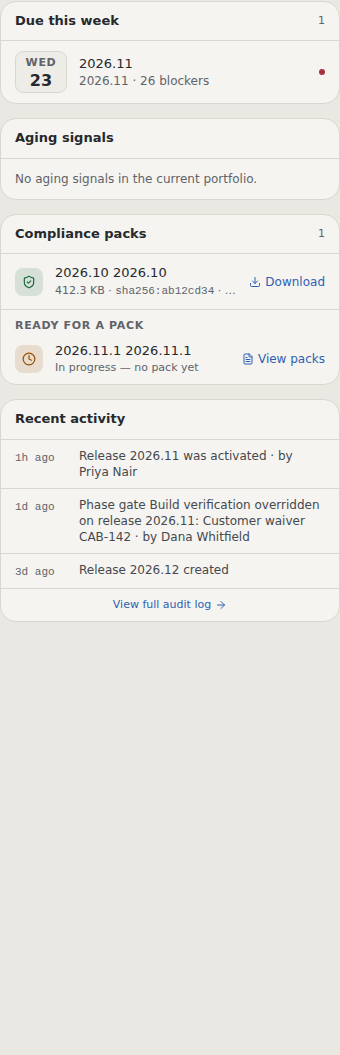 Due this week 1
WED
23
2026.11
2026.11 · 26 blockers
Aging signals
No aging signals in the current portfolio.
Compliance packs 1
2026.10 2026.10
412.3 KB · sha256:ab12cd34 · …
Download
READY FOR A PACK
2026.11.1 2026.11.1
In progress — no pack yet
View packs
Recent activity
1h ago
Release 2026.11 was activated · by
Priya Nair
1d ago
Phase gate Build verification overridden
on release 2026.11: Customer waiver
CAB-142 · by Dana Whitfield
3d ago
Release 2026.12 created
View full audit log →